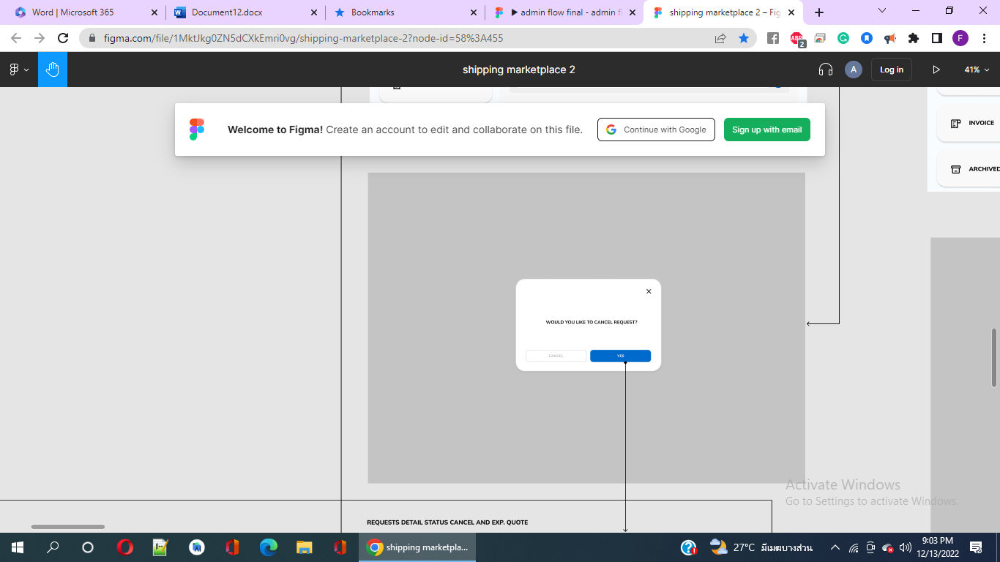 Word | Microsoft 365
Document12.docx
Bookmarks
admin flow final - admin fl
shipping marketplace 2 – Fig
figma.com/file/1MktJkg0ZN5dCXkEmri0vg/shipping-marketplace-2?node-id=58%3A455
ABP
2
F
shipping marketplace 2
A
Log in
41%
Welcome to Figma! Create an account to edit and collaborate on this file.
Continue with Google
Sign up with email
INVOICE
ARCHIVED
WOULD YOU LIKE TO CANCEL REQUEST?
CANCEL
YES
Activate Windows
Go to Settings to activate Windows.
REQUESTS DETAIL STATUS CANCEL AND EXP. QUOTE
shipping marketpla...
27°C มีเมฆบางส่วน
9:03 PM
12/13/2022